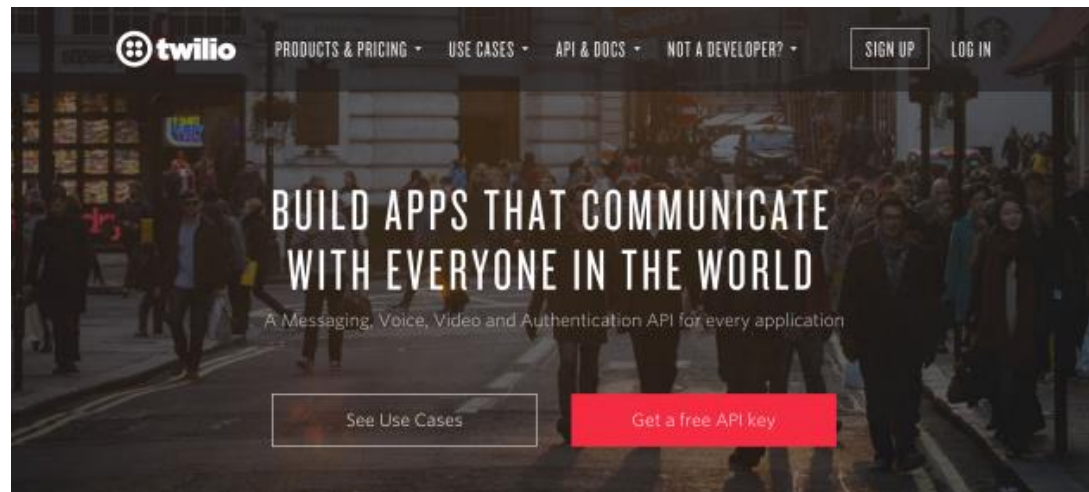 twilio
PRODUCTS & PRICING
USE CASES
API & DOCS
NOT A DEVELOPER?
SIGN UP
LOG IN
BUILD APPS THAT COMMUNICATE
WITH EVERYONE IN THE WORLD
A Messaging, Voice, Video and Authentication API for every application
See Use Cases
Get a free API key